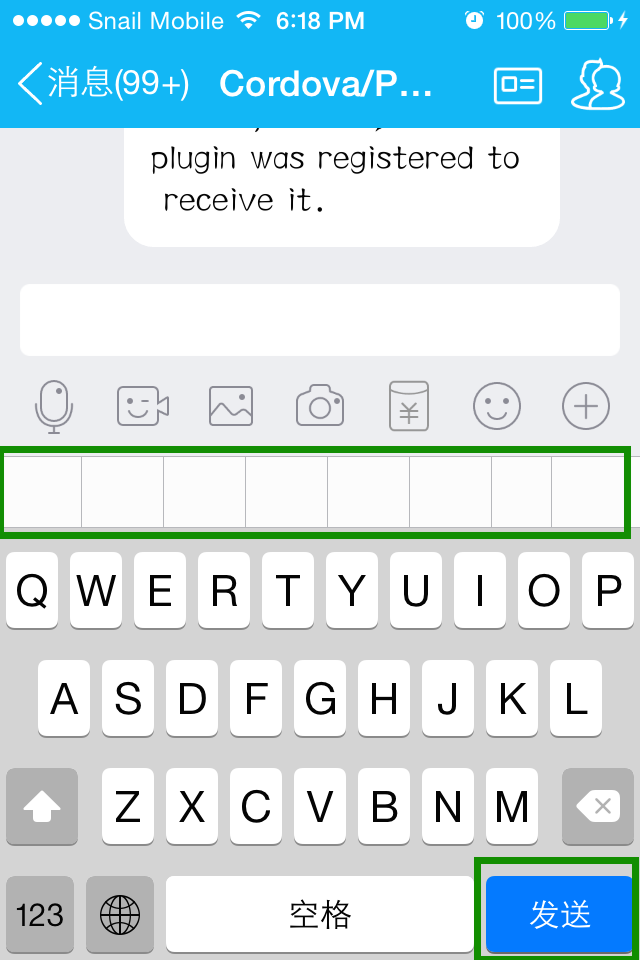 Snail Mobile 6:18 PM 100%
消息(99+) Cordova/P...
plugin was registered to
receive it.
Q W E R T Y U I O P
A S D F G H J K L
Z X C V B N M
123 空格 发送